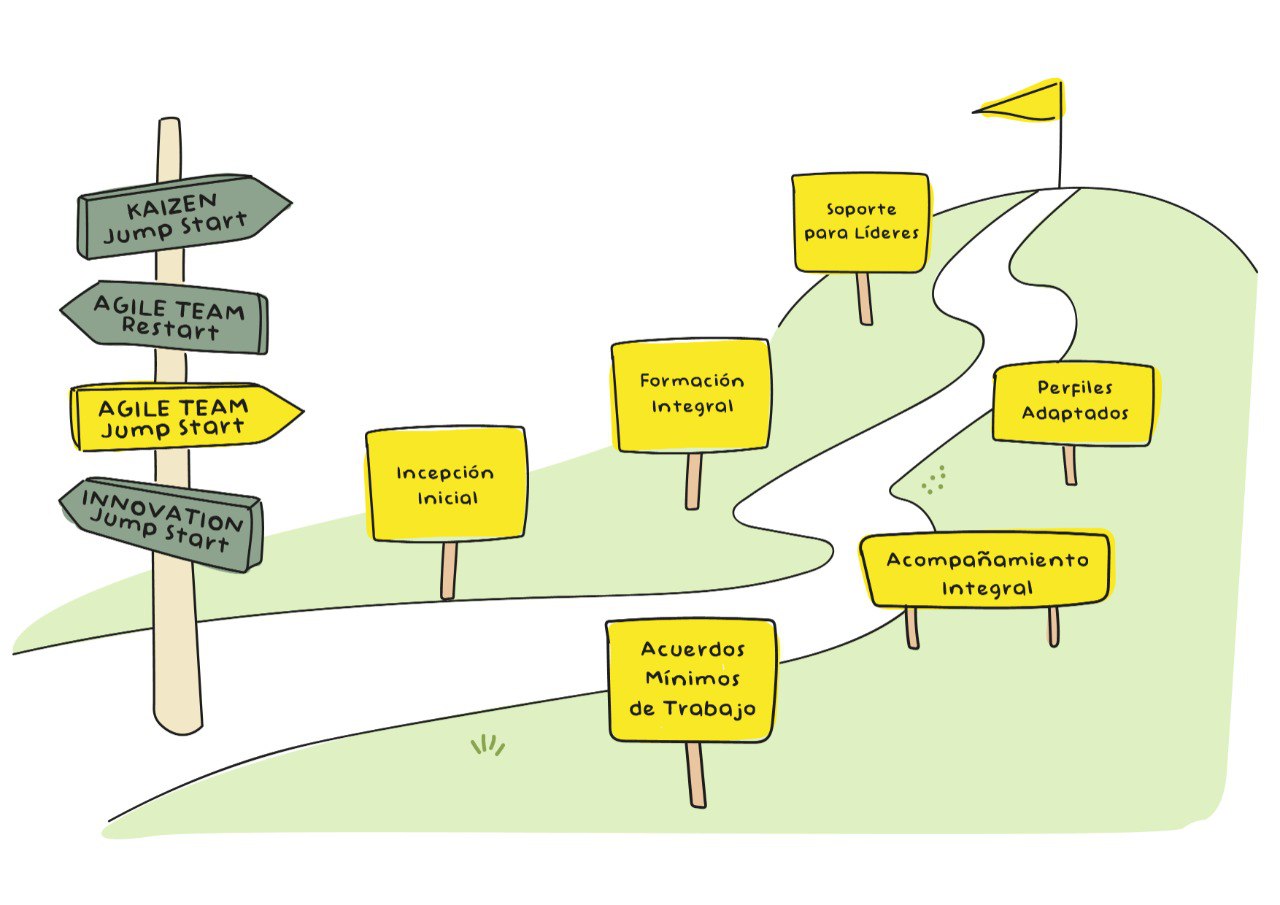 KAIZEN
Jump Start
AGILE TEAM
Restart
AGILE TEAM
Jump Start
INNOVATION
Jump Start
Incepción
Inicial
Formación
Integral
Soporte
para Líderes
Perfiles
Adaptados
Acompañamiento
Integral
Acuerdos
Mínimos
de Trabajo